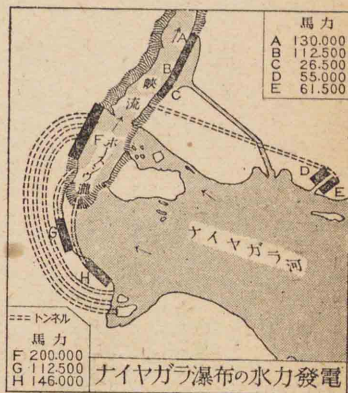 馬力
A 130.000
B 112.500
C 26.500
D 55.000
E 61.500
A
B
C
峽流
F
D
E
G
H
ナイヤガラ河
トンネル
馬力
F 200.000
G 112.500
H 146.000
ナイヤガラ瀑布の水力發電